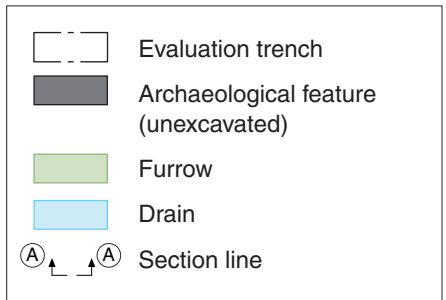 Evaluation trench
Archaeological feature
(unexcavated)
Furrow
Drain
A A Section line